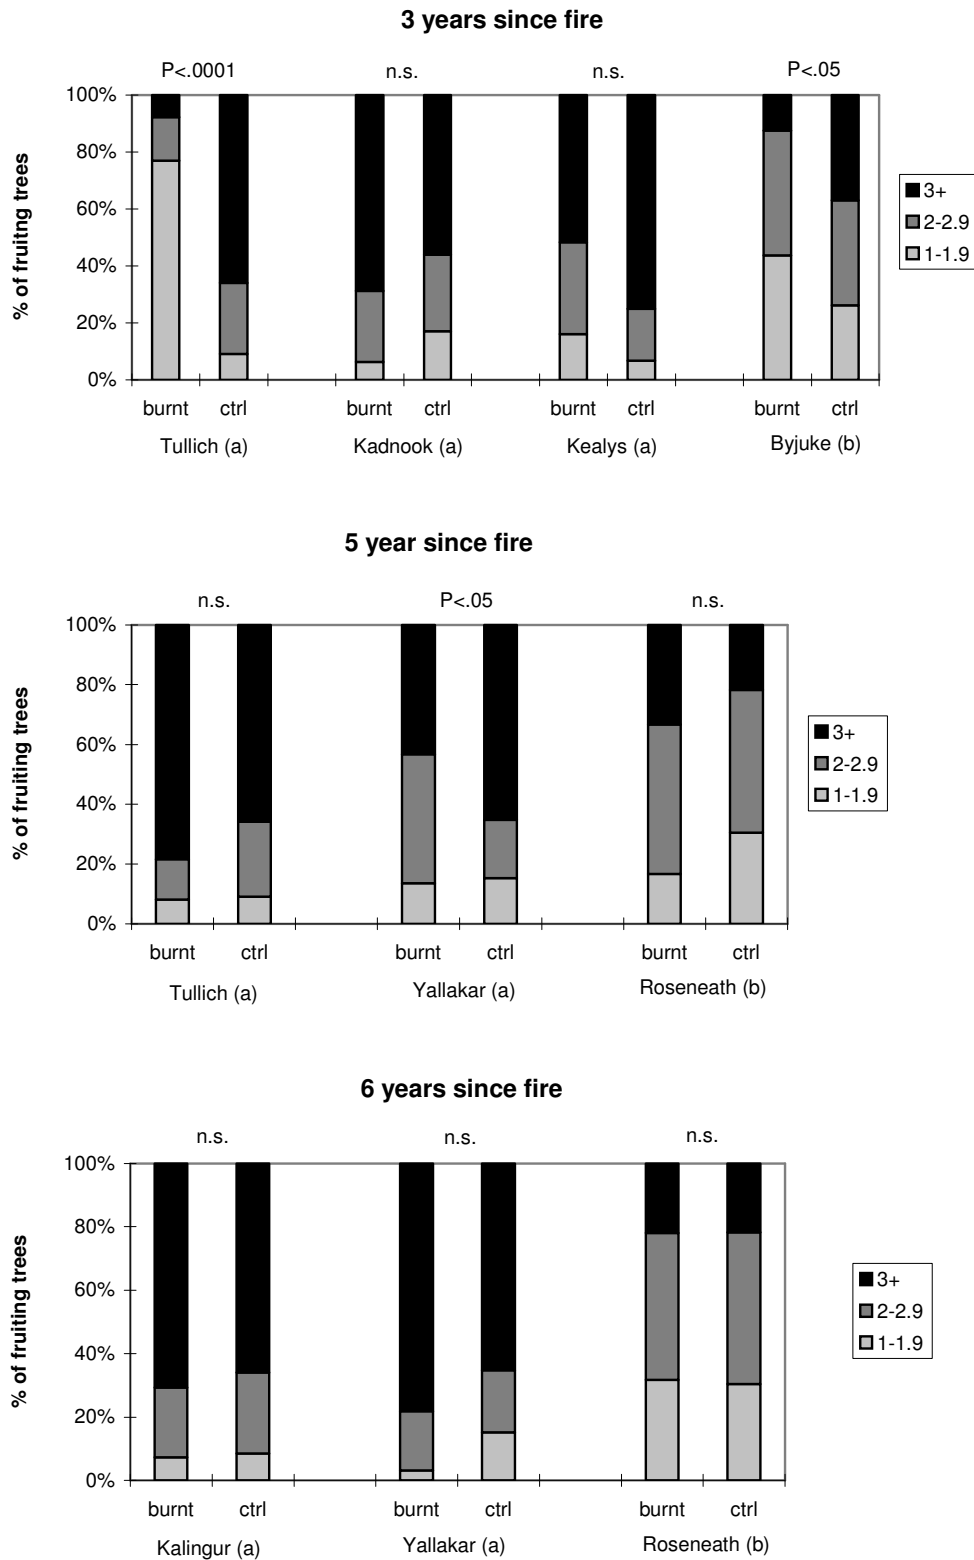 3 years since fire
P<.0001 n.s. n.s. P<.05
100%
80%
60%
40%
20%
0%
% of fruitng trees
3+
2-2.9
1-1.9
burnt ctrl burnt ctrl burnt ctrl burnt ctrl
Tullich (a) Kadnook (a) Kealys (a) Byjuke (b)
5 year since fire
n.s. P<.05 n.s.
100%
80%
60%
40%
20%
0%
% of fruiting trees
3+
2-2.9
1-1.9
burnt ctrl burnt ctrl burnt ctrl
Tullich (a) Yallakar (a) Roseneath (b)
6 years since fire
n.s. n.s. n.s.
100%
80%
60%
40%
20%
0%
% of fruiting trees
3+
2-2.9
1-1.9
burnt ctrl burnt ctrl burnt ctrl
Kalingur (a) Yallakar (a) Roseneath (b)